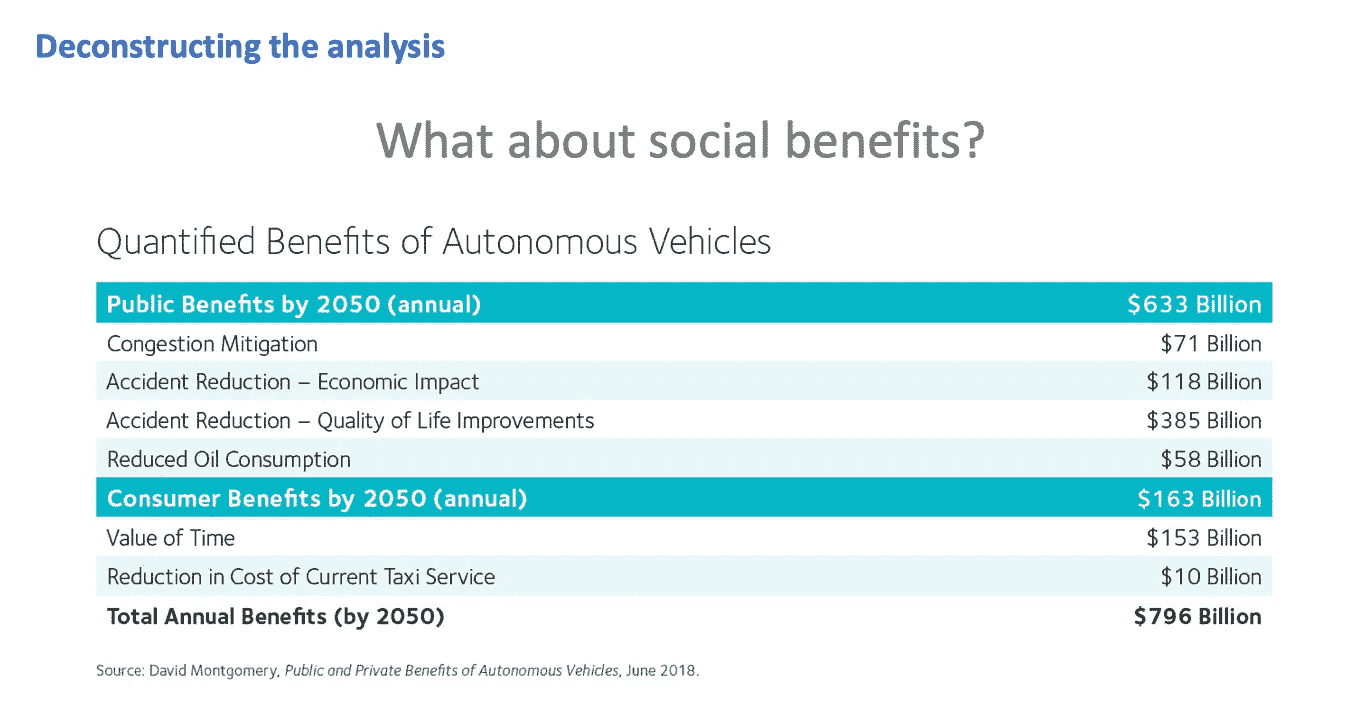 Deconstructing the analysis
What about social benefits?
Quantified Benefits of Autonomous Vehicles
Public Benefits by 2050 (annual) $633 Billion
Congestion Mitigation $71 Billion
Accident Reduction – Economic Impact $118 Billion
Accident Reduction – Quality of Life Improvements $385 Billion
Reduced Oil Consumption $58 Billion
Consumer Benefits by 2050 (annual) $163 Billion
Value of Time $153 Billion
Reduction in Cost of Current Taxi Service $10 Billion
Total Annual Benefits (by 2050) $796 Billion
Source: David Montgomery, Public and Private Benefits of Autonomous Vehicles, June 2018.